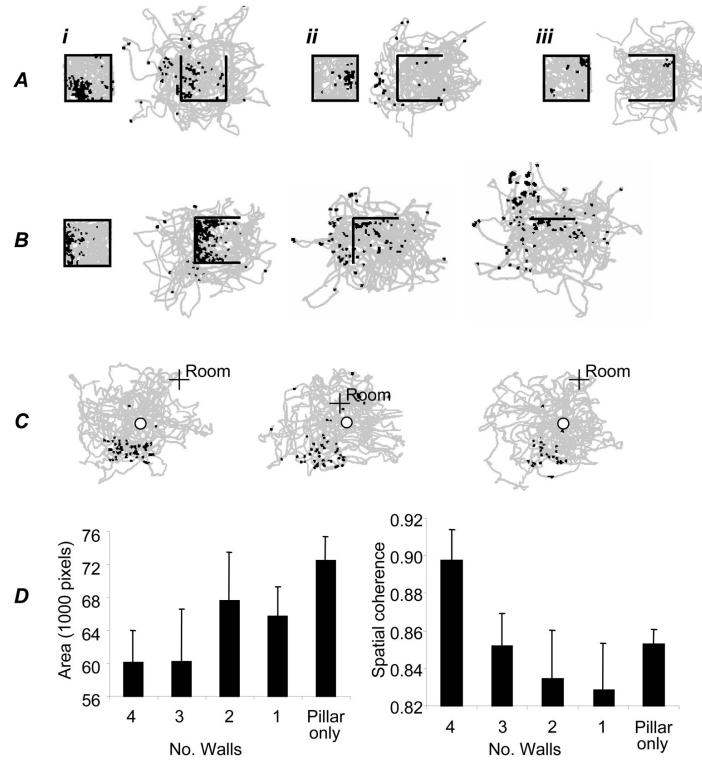 i ii iii
A
B
C
Room Room Room
D
76
72
68
64
60
56
Area (1000 pixels)
4 3 2 1 Pillar only
No. Walls
0.92
0.90
0.88
0.86
0.84
0.82
Spatial coherence
4 3 2 1 Pillar only
No. Walls